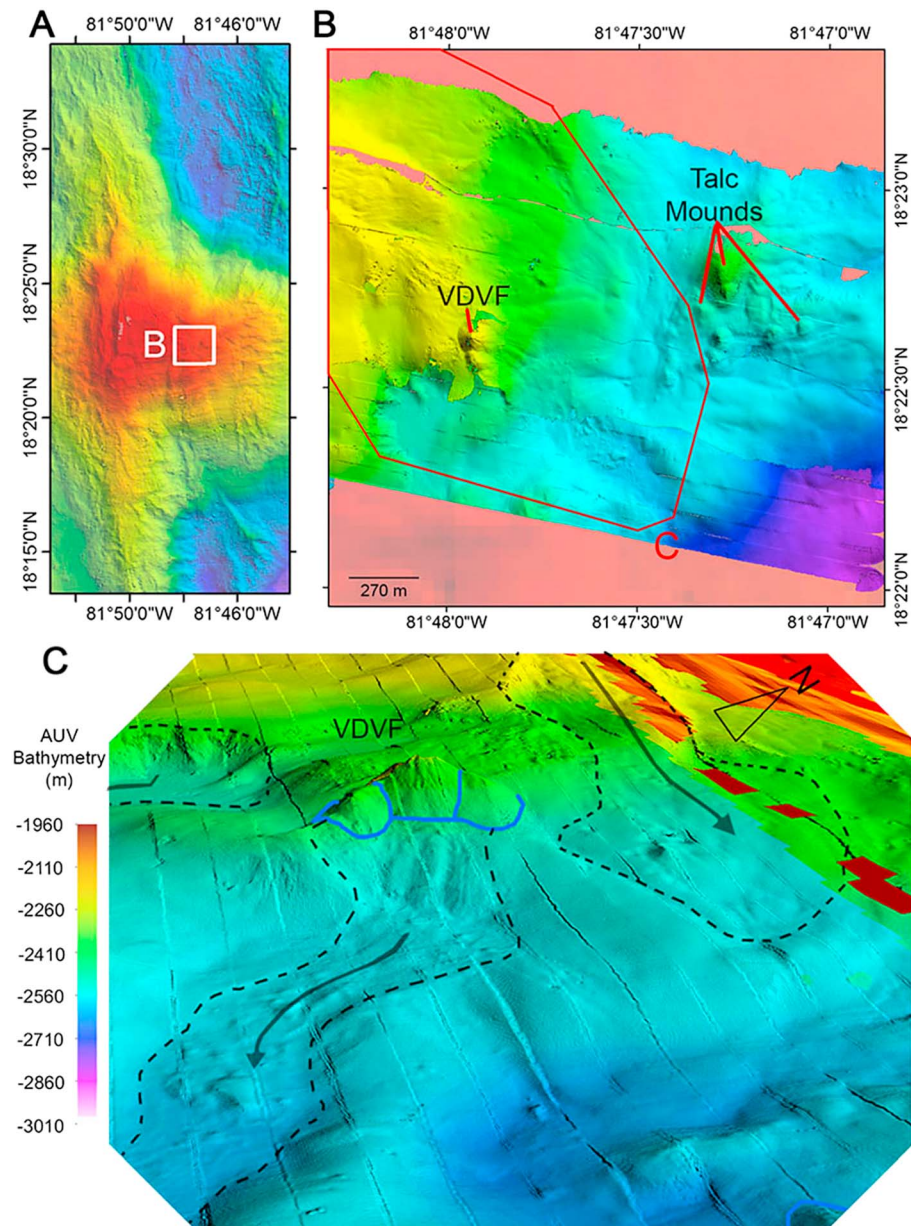 A
81°50'0"W
81°46'0"W
18°30'0"N
18°25'0"N
18°20'0"N
18°15'0"N
B
81°50'0"W
81°46'0"W
B
81°48'0"W
81°47'30"W
81°47'0"W
Talc
Mounds
VDVF
18°23'0"N
18°22'30"N
18°22'0"N
C
270 m
81°48'0"W
81°47'30"W
81°47'0"W
C
VDVF
N
AUV
Bathymetry
(m)
-1960
-2110
-2260
-2410
-2560
-2710
-2860
-3010